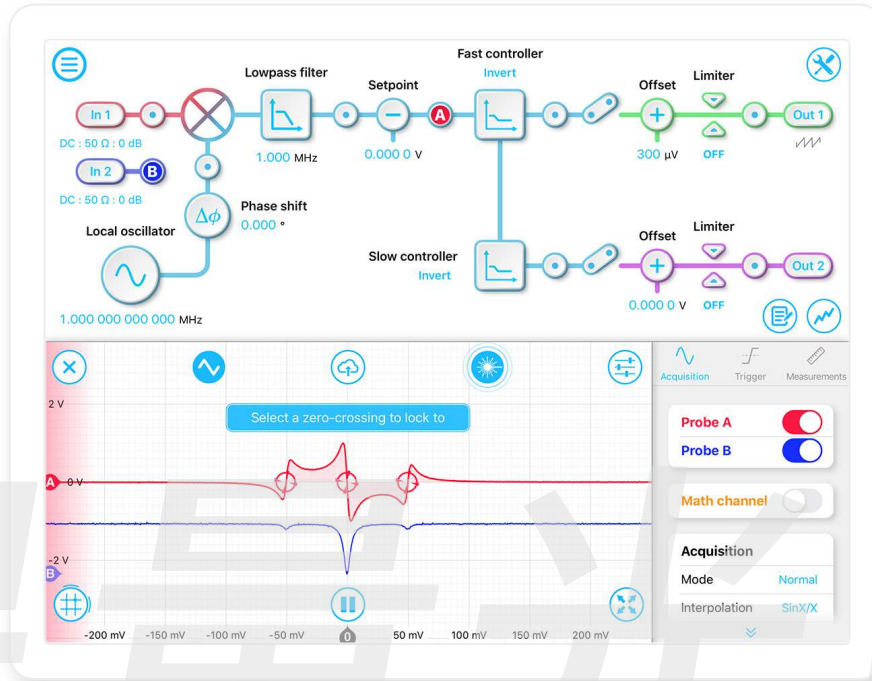 Fast controller
Invert
Lowpass filter
Setpoint
Offset
Limiter
In 1
A
Out 1
DC : 50 Ω : 0 dB
1.000 MHz
0.000 0 V
300 µV
OFF
In 2
B
DC : 50 Ω : 0 dB
Δϕ
Phase shift
0.000 °
Local oscillator
Slow controller
Invert
Offset
Limiter
Out 2
0.000 0 V
OFF
1.000 000 000 000 MHz
Acquisition
Trigger
Measurements
2 V
Select a zero-crossing to lock to
Probe A
Probe B
A
0 V
Math channel
-2 V
B
Acquisition
Mode
Normal
Interpolation
SinX/X
-200 mV
-150 mV
-100 mV
-50 mV
0
50 mV
100 mV
150 mV
200 mV